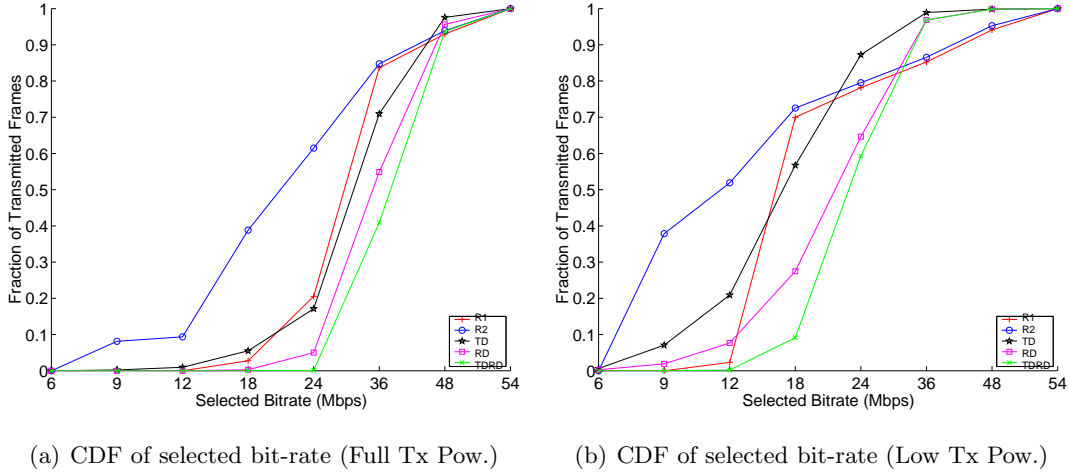 1
0.9
0.8
0.7
0.6
0.5
0.4
0.3
0.2
0.1
0
Fraction of Transmitted Frames
6 9 12 18 24 36 48 54
Selected Bitrate (Mbps)
R1
R2
TD
RD
TDRD
(a) CDF of selected bit-rate (Full Tx Pow.)
1
0.9
0.8
0.7
0.6
0.5
0.4
0.3
0.2
0.1
0
Fraction of Transmitted Frames
6 9 12 18 24 36 48 54
Selected Bitrate (Mbps)
R1
R2
TD
RD
TDRD
(b) CDF of selected bit-rate (Low Tx Pow.)